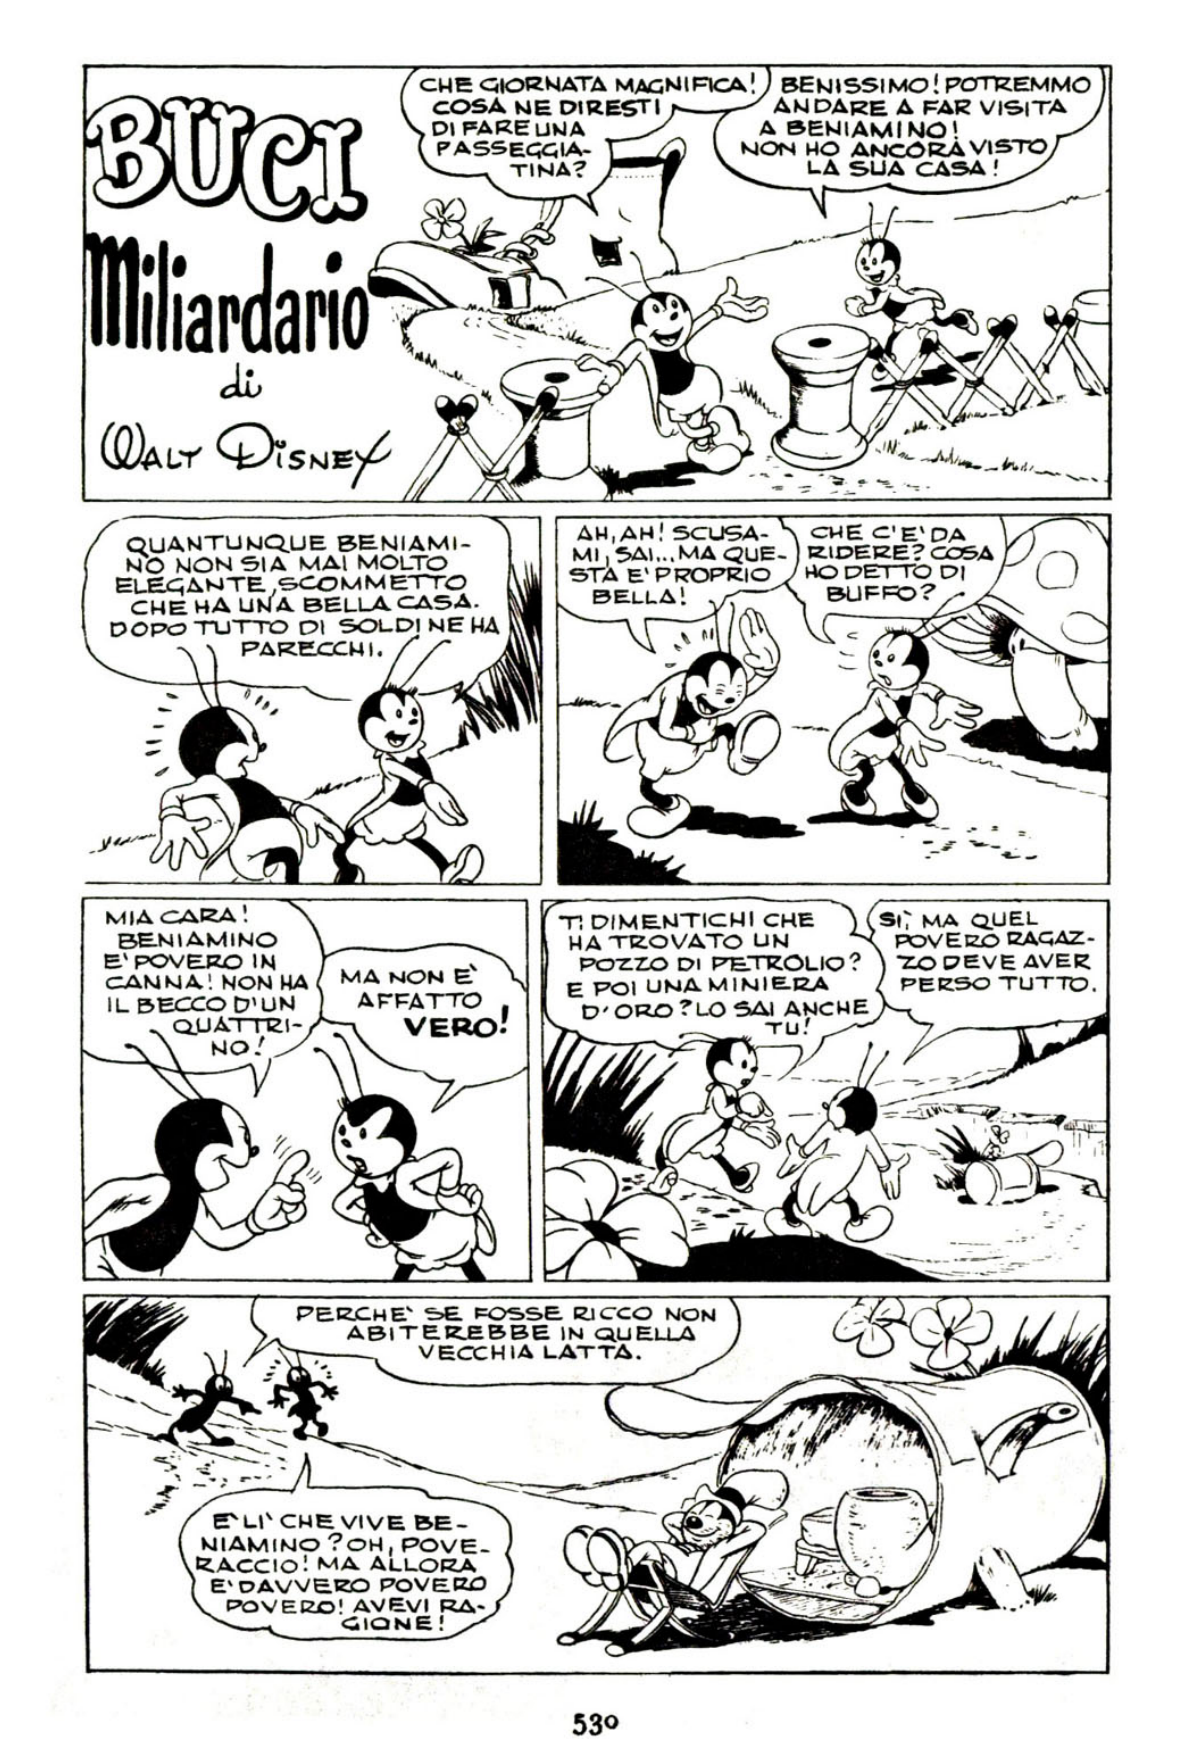 BUCI
Miliardario
di
WALT DISNEY
CHE GIORNATA MAGNIFICA!
COSA NE DIRESTI
DI FARE UNA
PASSEGGIA-
TINA?
BENISSIMO! POTREMMO
ANDARE A FAR VISITA
A BENIAMINO!
NON HO ANCORA VISTO
LA SUA CASA!
QUANTUNQUE BENIAMI-
NO NON SIA MAI MOLTO
ELEGANTE, SCOMMETTO
CHE HA UNA BELLA CASA.
DOPO TUTTO DI SOLDI NE HA
PARECCHI.
AH, AH! SCUSA-
MI, SAI... MA QUE-
STA E' PROPRIO
BELLA!
CHE C'E' DA
RIDERE? COSA
HO DETTO DI
BUFFO?
MIA CARA!
BENIAMINO
E' POVERO IN
CANNA! NON HA
IL BECCO D'UN
QUATTRI-
NO!
MA NON È
AFFATTO
VERO!
TI DIMENTICHI CHE
HA TROVATO UN
POZZO DI PETROLIO?
E POI UNA MINIERA
D'ORO? LO SAI ANCHE
TU!
SI, MA QUEL
POVERO RAGAZ-
ZO DEVE AVER
PERSO TUTTO.
PERCHE' SE FOSSE RICCO NON
ABITEREBBE IN QUELLA
VECCHIA LATTA.
E' LI' CHE VIVE BE-
NIAMINO? OH, POVE-
RACCIO! MA ALLORA
E' DAVVERO POVERO
POVERO! AVEVI RA-
GIONE!
530